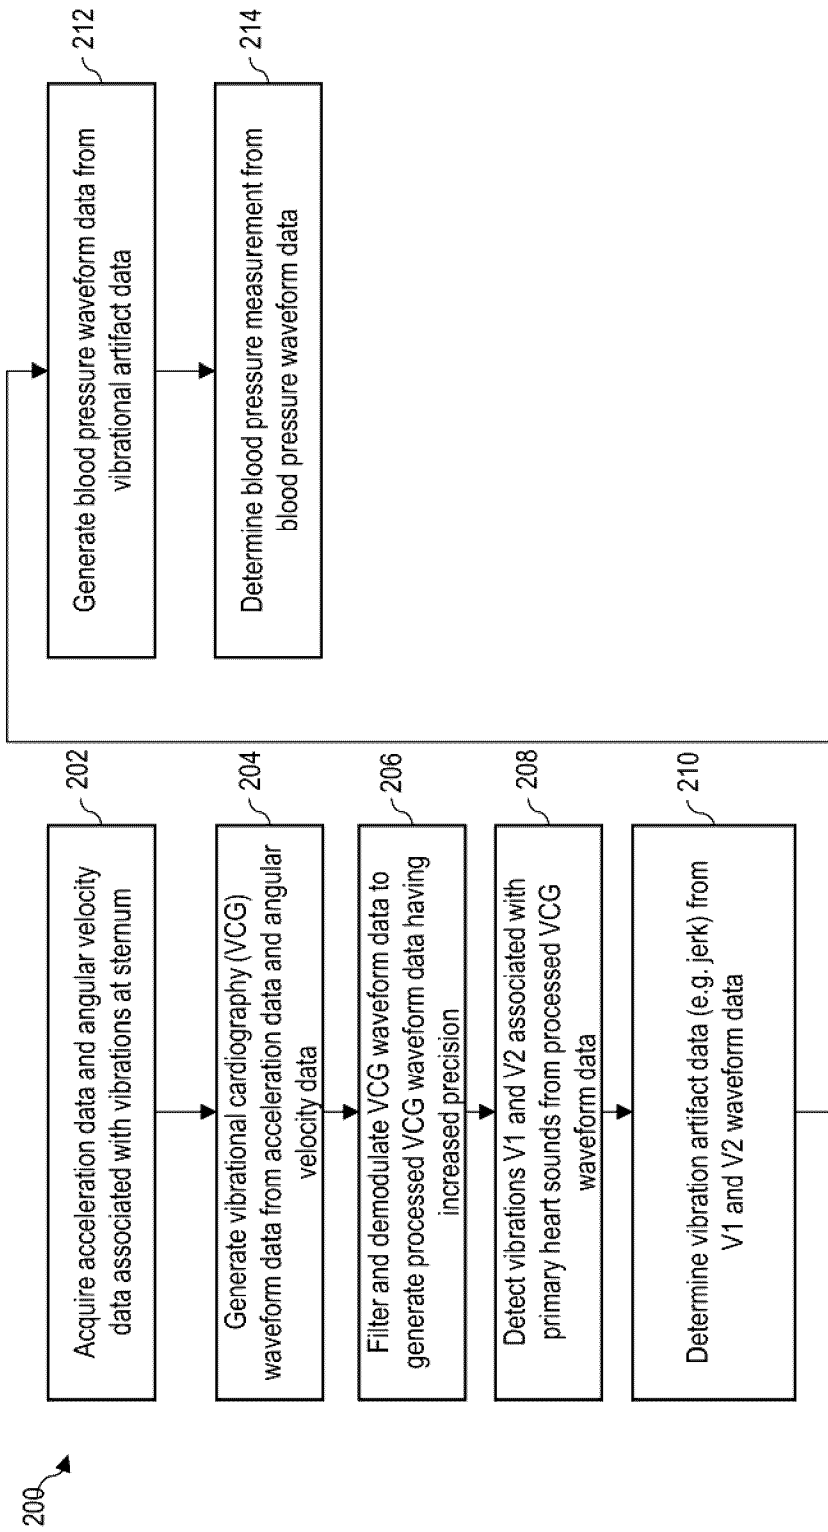 200
202
Acquire acceleration data and angular velocity
data associated with vibrations at sternum
204
Generate vibrational cardiography (VCG)
waveform data from acceleration data and angular
velocity data
206
Filter and demodulate VCG waveform data to
generate processed VCG waveform data having
increased precision
208
Detect vibrations V1 and V2 associated with
primary heart sounds from processed VCG
waveform data
210
Determine vibration artifact data (e.g. jerk) from
V1 and V2 waveform data
212
Generate blood pressure waveform data from
vibrational artifact data
214
Determine blood pressure measurement from
blood pressure waveform data